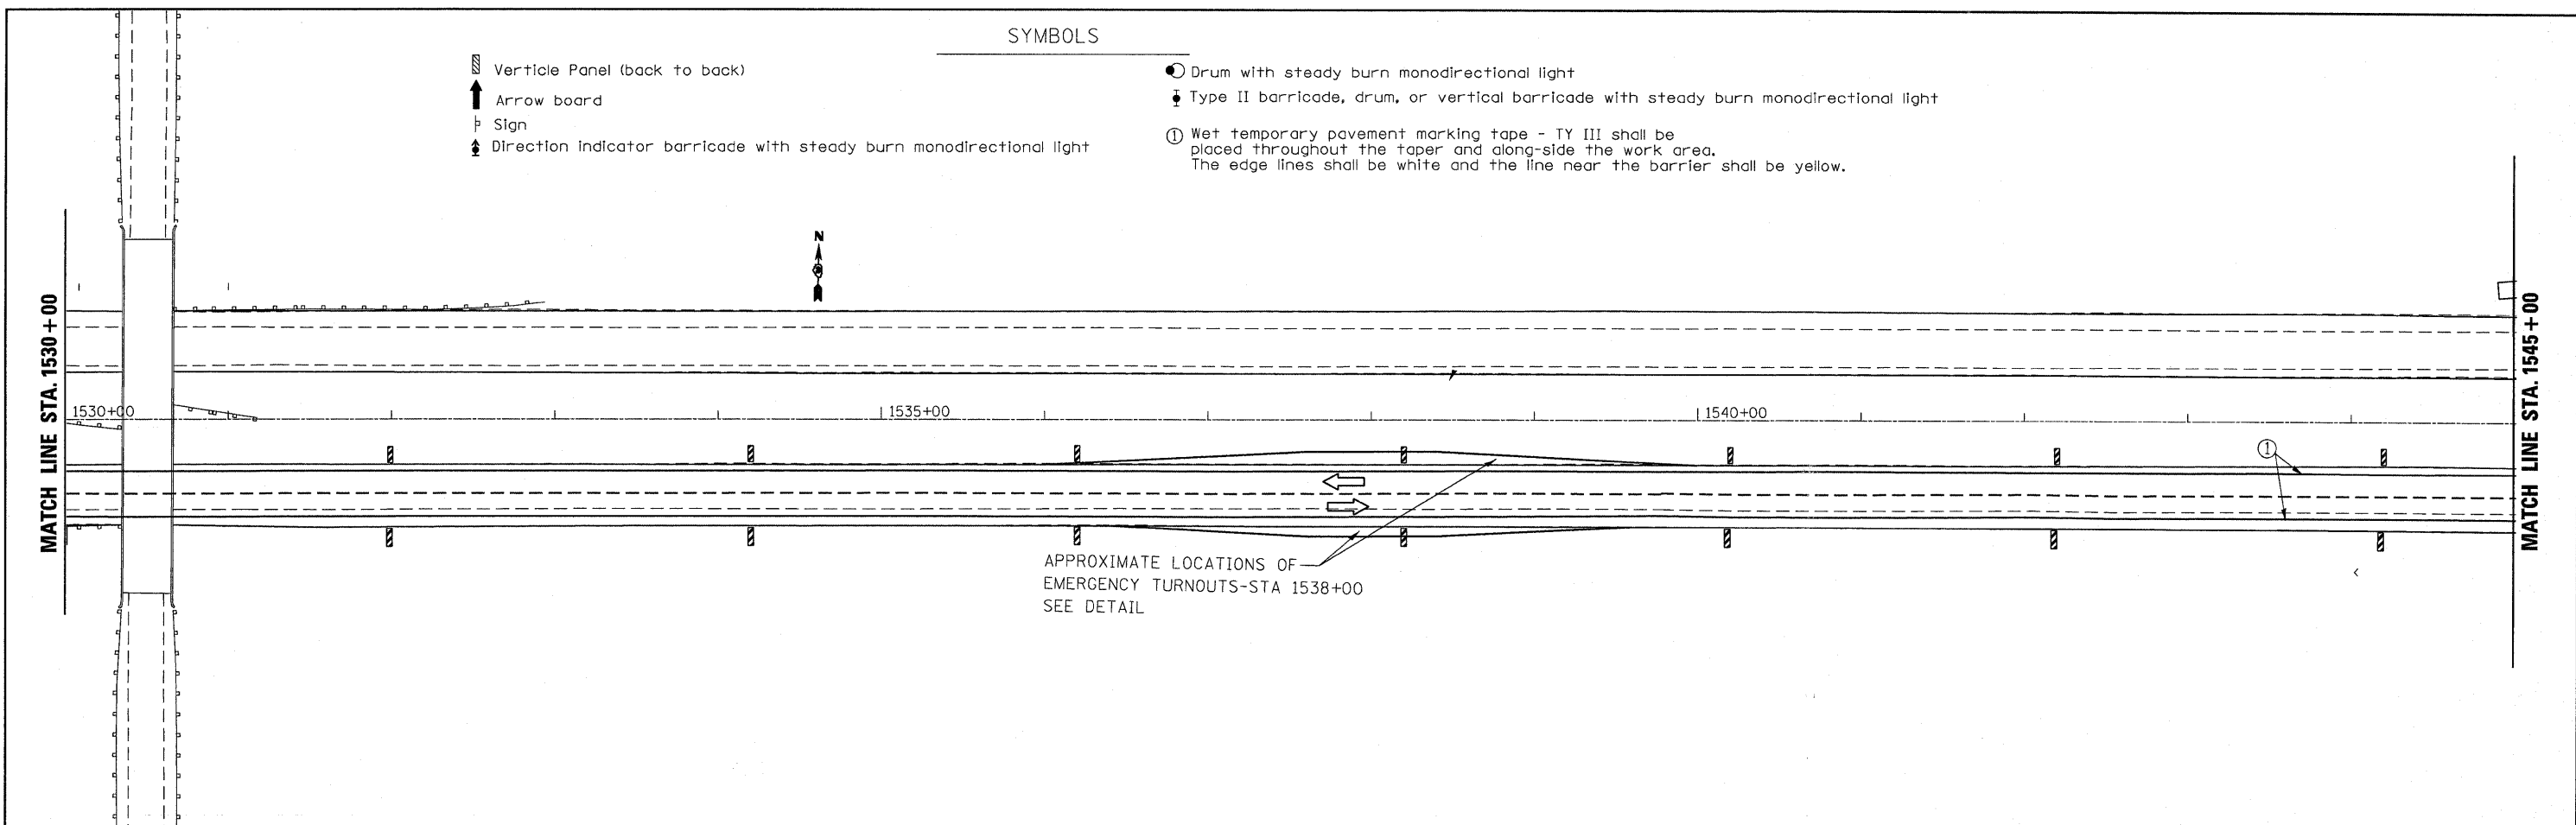 SYMBOLS
Verticle Panel (back to back)
Arrow board
Sign
Direction indicator barricade with steady burn monodirectional light
Drum with steady burn monodirectional light
Type II barricade, drum, or vertical barricade with steady burn monodirectional light
1 Wet temporary pavement marking tape - TY III shall be
placed throughout the taper and along-side the work area.
The edge lines shall be white and the line near the barrier shall be yellow.
N
MATCH LINE STA. 1530+00
1530+00
1535+00
1540+00
1
MATCH LINE STA. 1545+00
APPROXIMATE LOCATIONS OF
EMERGENCY TURNOUTS-STA 1538+00
SEE DETAIL